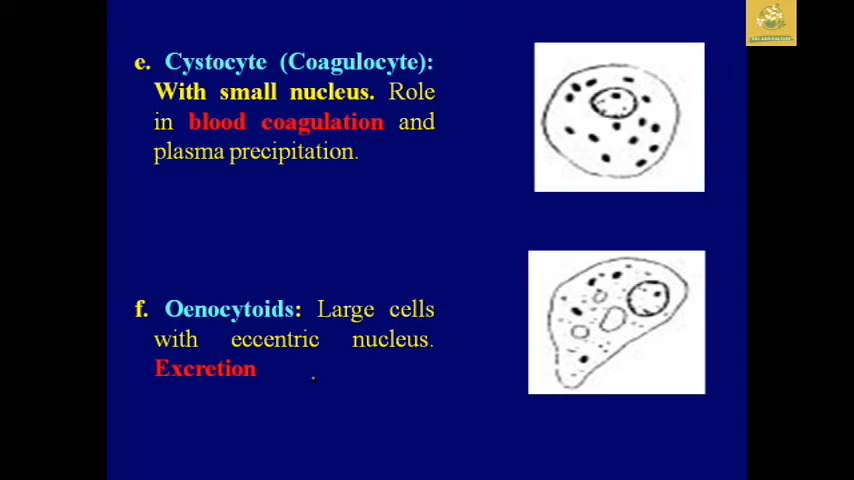 e. Cystocyte (Coagulocyte):
With small nucleus. Role
in blood coagulation and
plasma precipitation.
f. Oenocytoids: Large cells
with eccentric nucleus.
Excretion